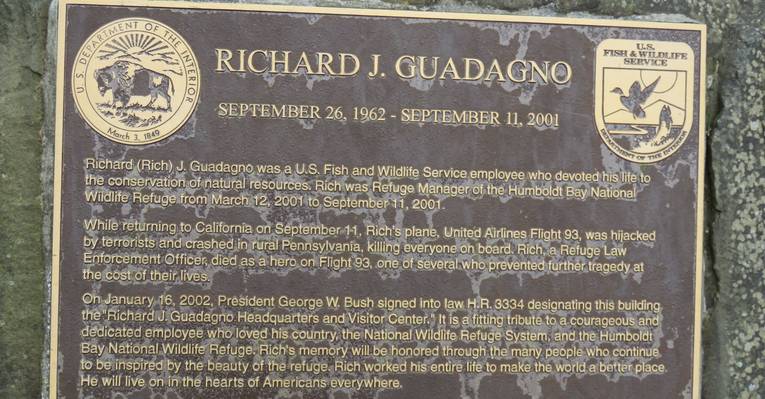 U.S. DEPARTMENT OF THE INTERIOR
March 3, 1849
RICHARD J. GUADAGNO
SEPTEMBER 26, 1962 - SEPTEMBER 11, 2001
U.S.
FISH & WILDLIFE
SERVICE
DEPARTMENT OF THE INTERIOR
Richard (Rich) J. Guadagno was a U.S. Fish and Wildlife Service employee who devoted his life to
the conservation of natural resources. Rich was Refuge Manager of the Humboldt Bay National
Wildlife Refuge from March 12, 2001 to September 11, 2001.
While returning to California on September 11, Rich's plane, United Airlines Flight 93, was hijacked
by terrorists and crashed in rural Pennsylvania, killing everyone on board. Rich, a Refuge Law
Enforcement Officer, died as a hero on Flight 93, one of several who prevented further tragedy at
the cost of their lives.
On January 16, 2002, President George W. Bush signed into law H.R. 3334 designating this building
the "Richard J. Guadagno Headquarters and Visitor Center." It is a fitting tribute to a courageous and
dedicated employee who loved his country, the National Wildlife Refuge System, and the Humboldt
Bay National Wildlife Refuge. Rich's memory will be honored through the many people who continue
to be inspired by the beauty of the refuge. Rich worked his entire life to make the world a better place.
He will live on in the hearts of Americans everywhere.